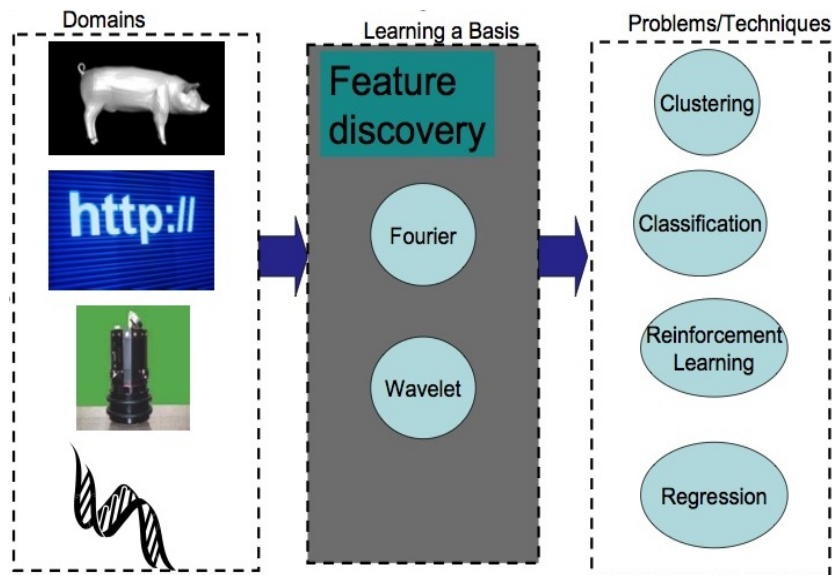 Domains
http://
Learning a Basis
Feature
discovery
Fourier
Wavelet
Problems/Techniques
Clustering
Classification
Reinforcement
Learning
Regression